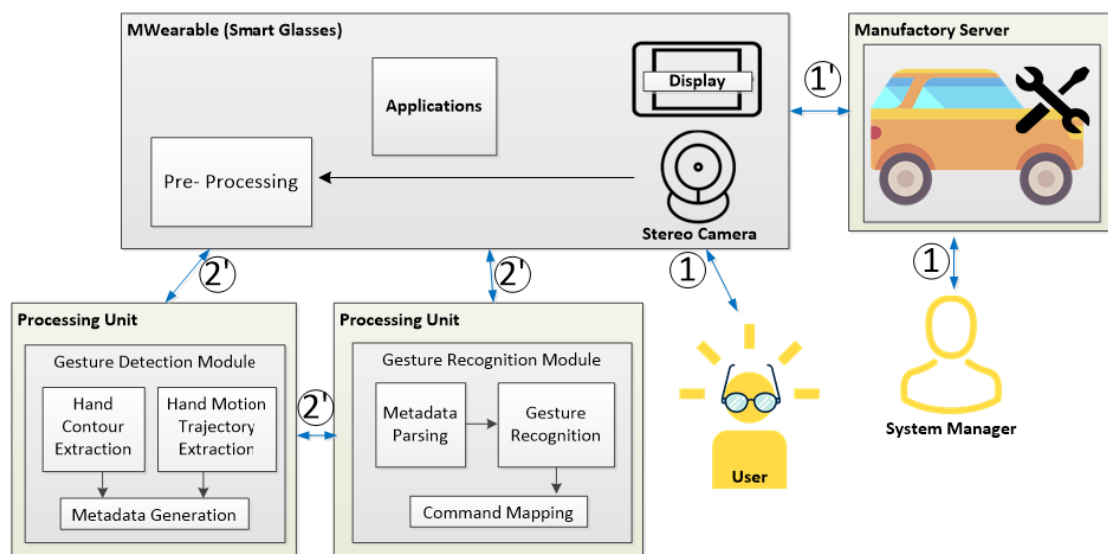 MWearable (Smart Glasses)
Manufactory Server
Display
1'
Applications
Pre- Processing
Stereo Camera
2'
2'
1
1
Processing Unit
Processing Unit
Gesture Detection Module
Gesture Recognition Module
Hand
Contour
Extraction
Hand Motion
Trajectory
Extraction
2'
Metadada
Parsing
Gesture
Recognition
System Manager
User
Metadata Generation
Command Mapping